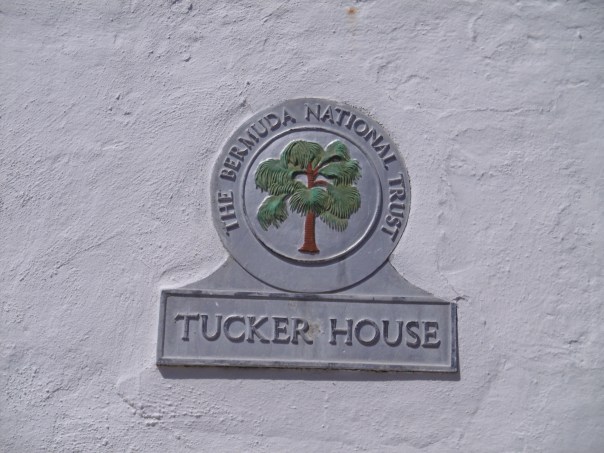 THE BERMUDA NATIONAL TRUST
TUCKER HOUSE